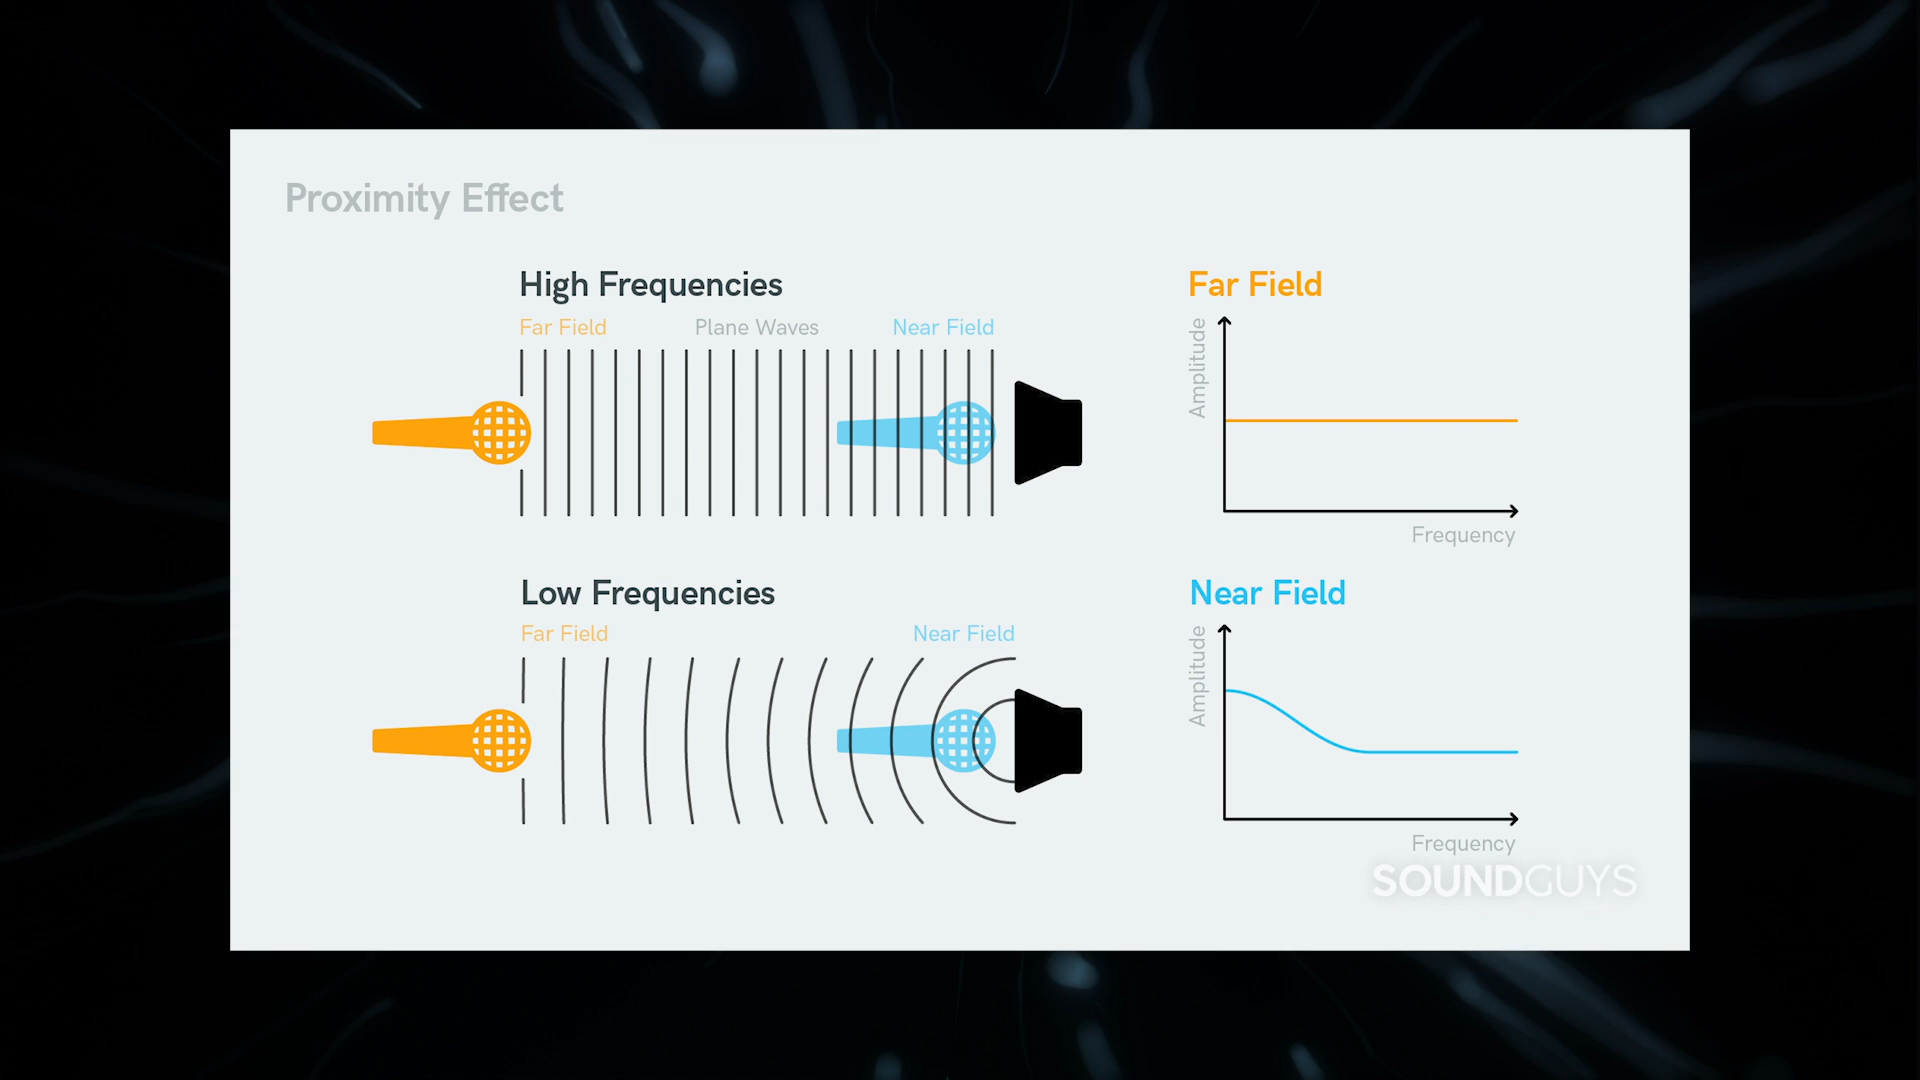 Proximity Effect
High Frequencies
Far Field
Plane Waves
Near Field
Far Field
Amplitude
Frequency
Low Frequencies
Far Field
Near Field
Near Field
Amplitude
Frequency
SOUNDGUYS